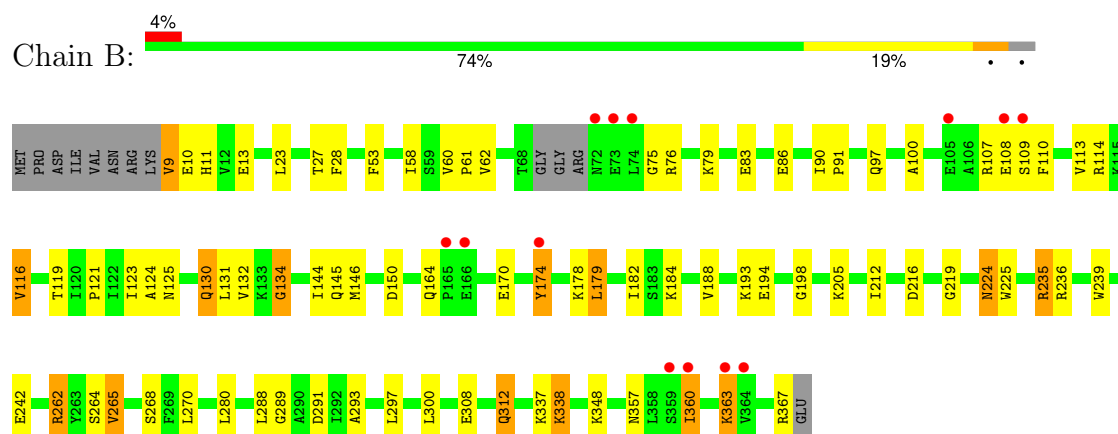 4%
Chain B:
74% 19% • •
MET PRO ASP ILE VAL ASN ARG LYS V9 E10 H11 V12 E13 L23 T27 F28 F53 I58 S59 V60 P61 V62 T68 GLY GLY ARG N72 E73 L74 G75 R76 K79 E83 E86 I90 P91 Q97 A100 E105 A106 R107 E108 S109 F110 V113 R114 K115
V116 T119 I120 P121 I122 I123 A124 N125 Q130 L131 V132 K133 G134 I144 Q145 M146 D150 Q164 P165 E166 E170 Y174 K178 L179 I182 S183 K184 V188 K193 E194 G198 K205 I212 D216 G219 N224 W225 R235 R236 W239
E242 R262 Y263 S264 V265 S268 F269 L270 L280 L288 G289 A290 D291 I292 A293 L297 L300 E308 Q312 K337 K338 K348 N357 L358 S359 I360 K363 V364 R367 GLU